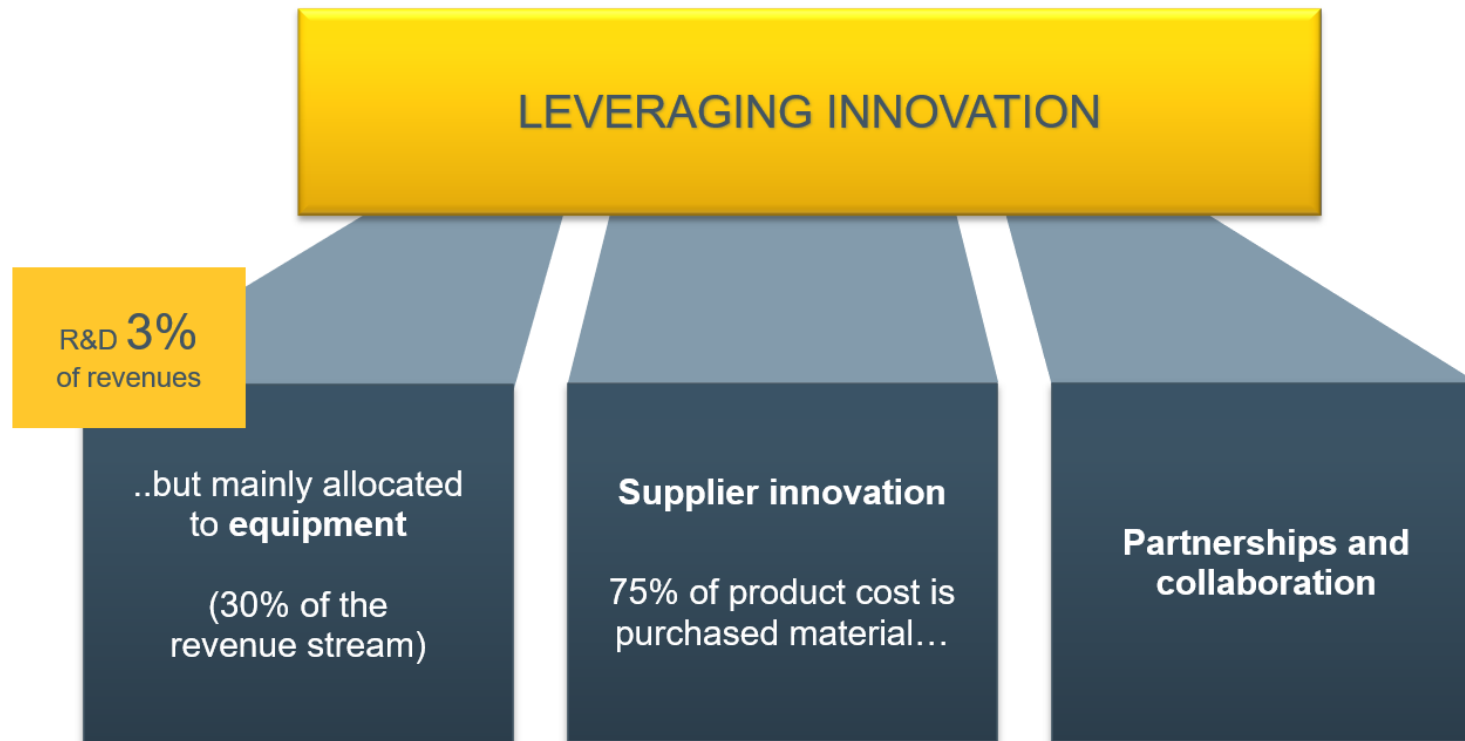 LEVERAGING INNOVATION
R&D 3%
of revenues
..but mainly allocated
to equipment
(30% of the
revenue stream)
Supplier innovation
75% of product cost is
purchased material…
Partnerships and
collaboration